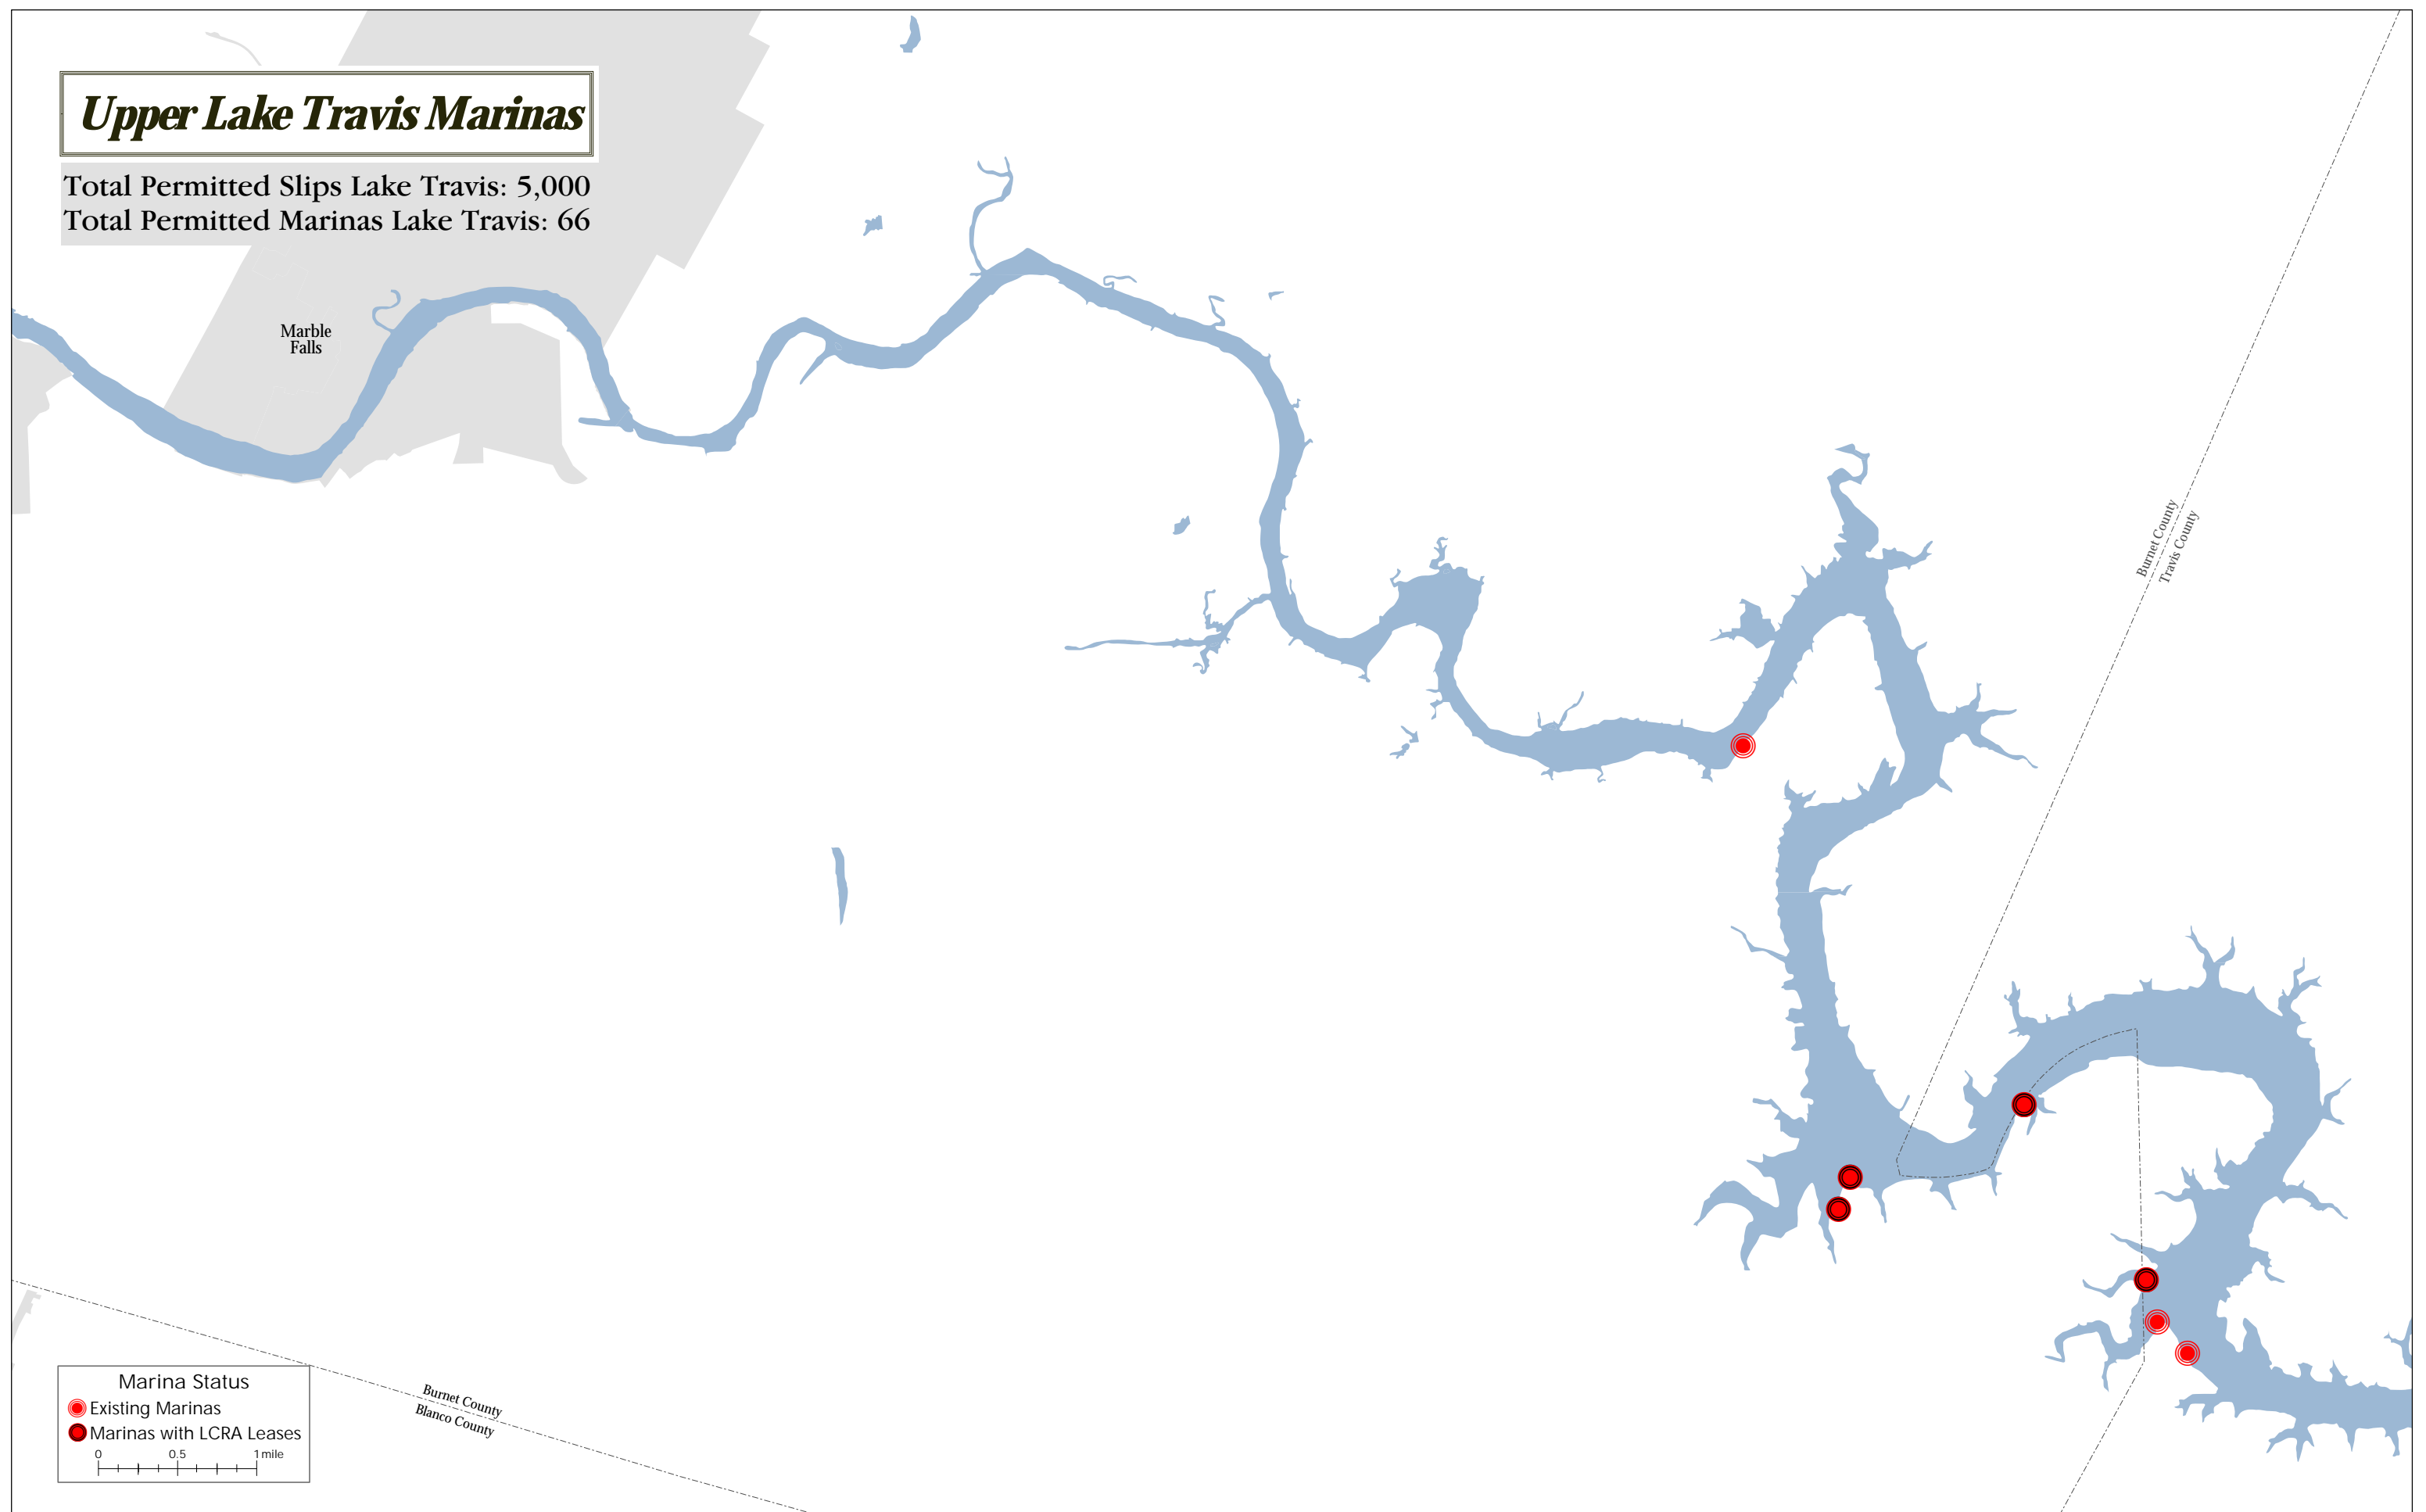 Upper Lake Travis Marinas
Total Permitted Slips Lake Travis: 5,000
Total Permitted Marinas Lake Travis: 66
Marble
Falls
Burnet County
Travis County
Burnet County
Blanco County
Marina Status
Existing Marinas
Marinas with LCRA Leases
0 0.5 1 mile